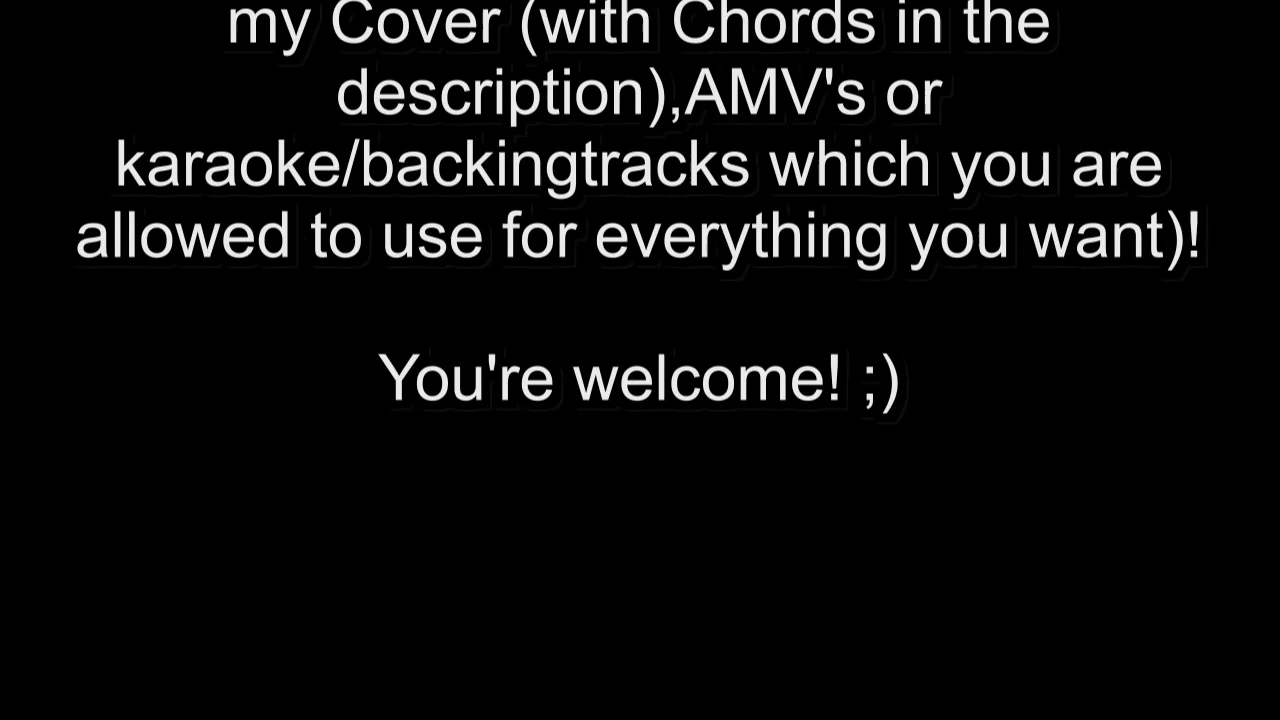 my Cover (with Chords in the
description),AMV's or
karaoke/backingtracks which you are
allowed to use for everything you want)!
You're welcome! ;)